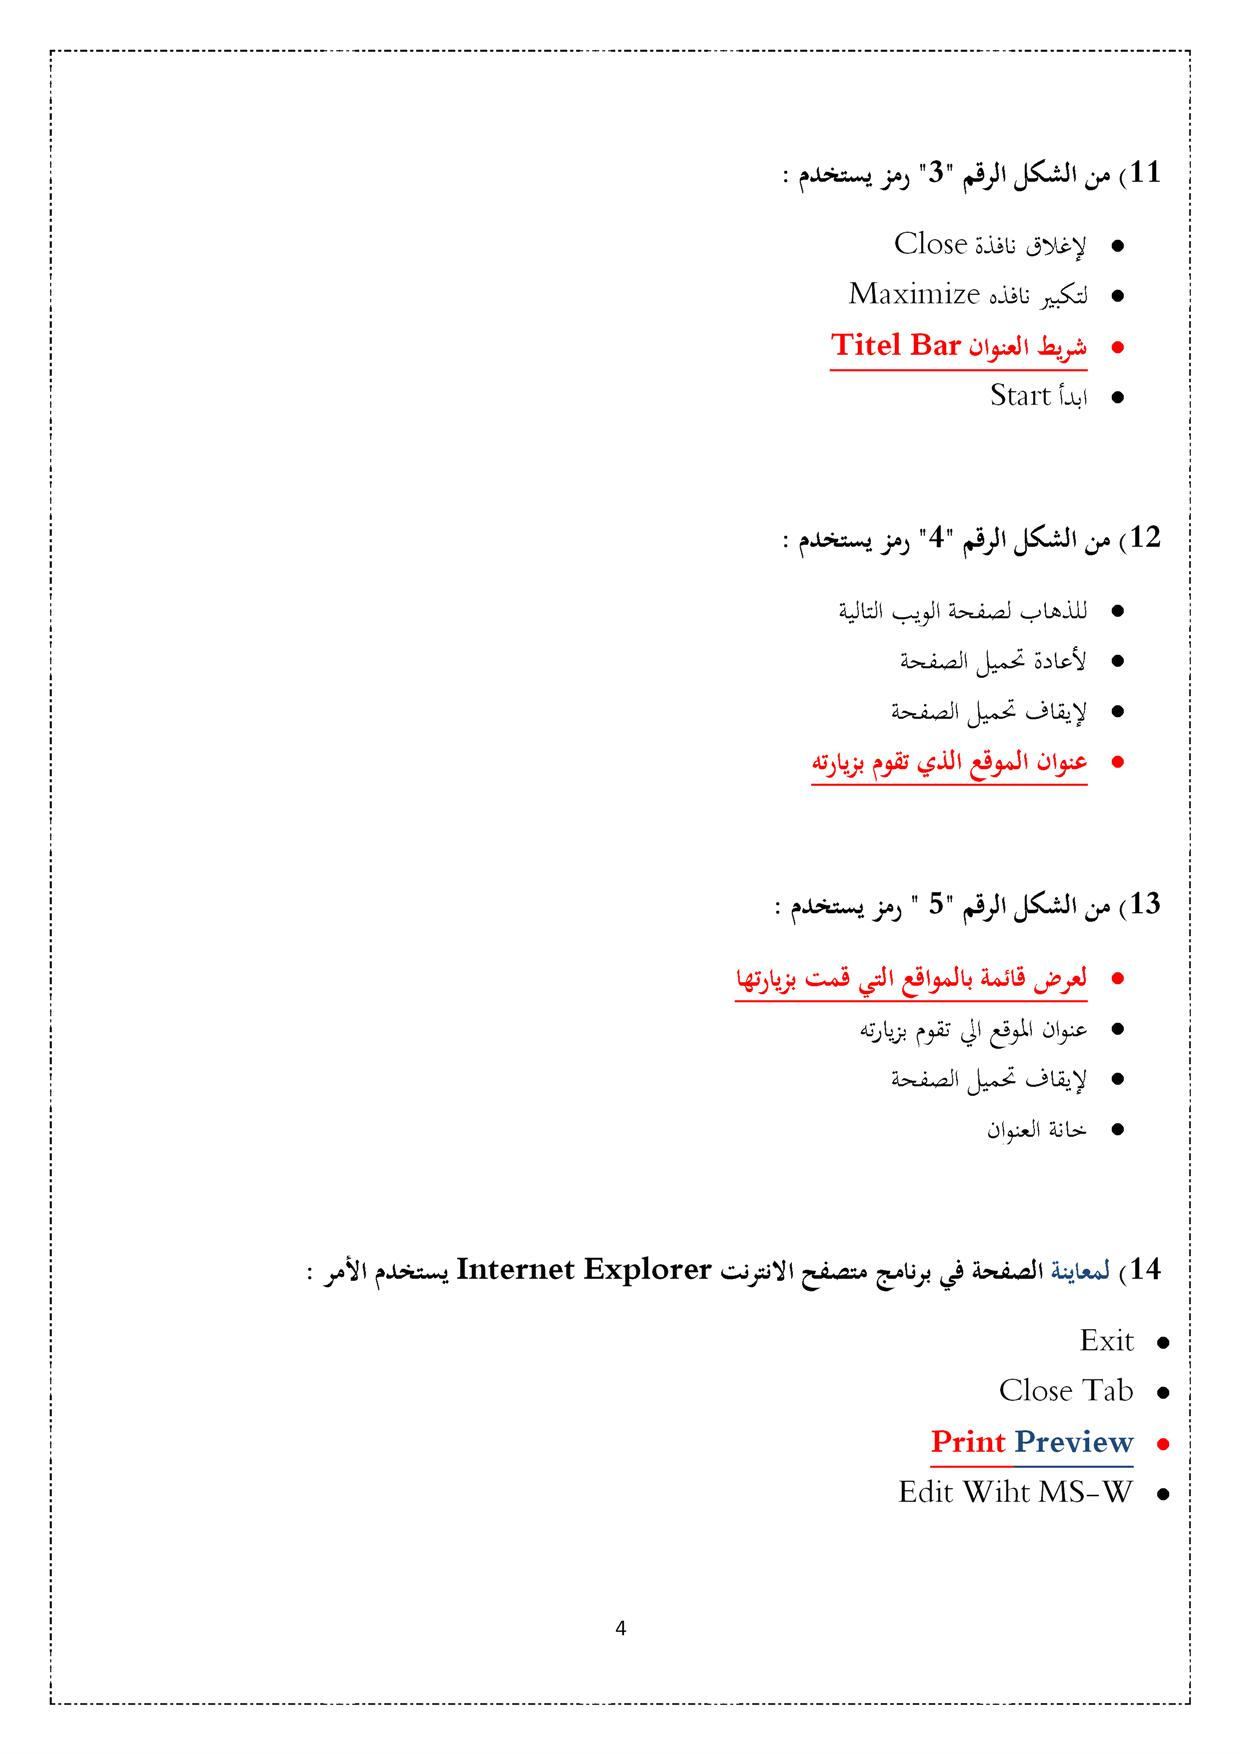 11) من الشكل الرقم "3" رمز يستخدم :
• لإغلاق نافذة Close
• لتكبير نافذه Maximize
• شريط العنوان Titel Bar
• ابدأ Start
12) من الشكل الرقم "4" رمز يستخدم :
• للذهاب لصفحة الويب التالية
• لأعادة تحميل الصفحة
• لإيقاف تحميل الصفحة
• عنوان الموقع الذي تقوم بزيارته
13) من الشكل الرقم "5 " رمز يستخدم :
• لعرض قائمة بالمواقع التي قمت بزيارتها
• عنوان الموقع الي تقوم بزيارته
• لإيقاف تحميل الصفحة
• خانة العنوان
14) لمعاينة الصفحة في برنامج متصفح الانترنت Internet Explorer يستخدم الأمر :
• Exit
• Close Tab
• Print Preview
• Edit Wiht MS-W
4